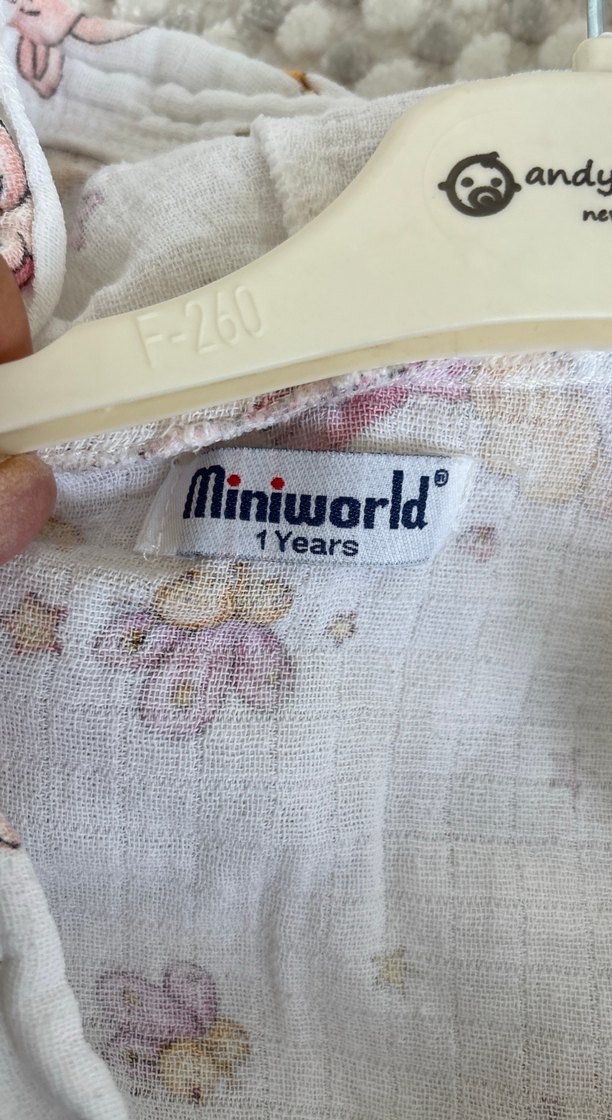 andy
F-260
Miniworld®
1 Years